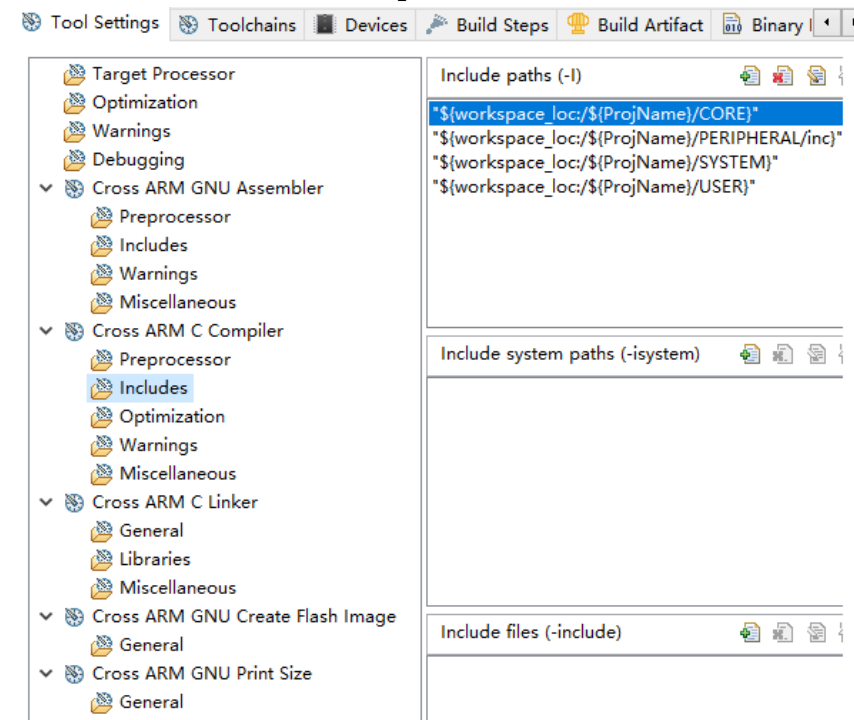 Tool Settings Toolchains Devices Build Steps Build Artifact Binary
Target Processor
Optimization
Warnings
Debugging
Cross ARM GNU Assembler
Preprocessor
Includes
Warnings
Miscellaneous
Cross ARM C Compiler
Preprocessor
Includes
Optimization
Warnings
Miscellaneous
Cross ARM C Linker
General
Libraries
Miscellaneous
Cross ARM GNU Create Flash Image
General
Cross ARM GNU Print Size
General
Include paths (-I)
"${workspace_loc:/${ProjName}/CORE}"
"${workspace_loc:/${ProjName}/PERIPHERAL/inc}"
"${workspace_loc:/${ProjName}/SYSTEM}"
"${workspace_loc:/${ProjName}/USER}"
Include system paths (-isystem)
Include files (-include)